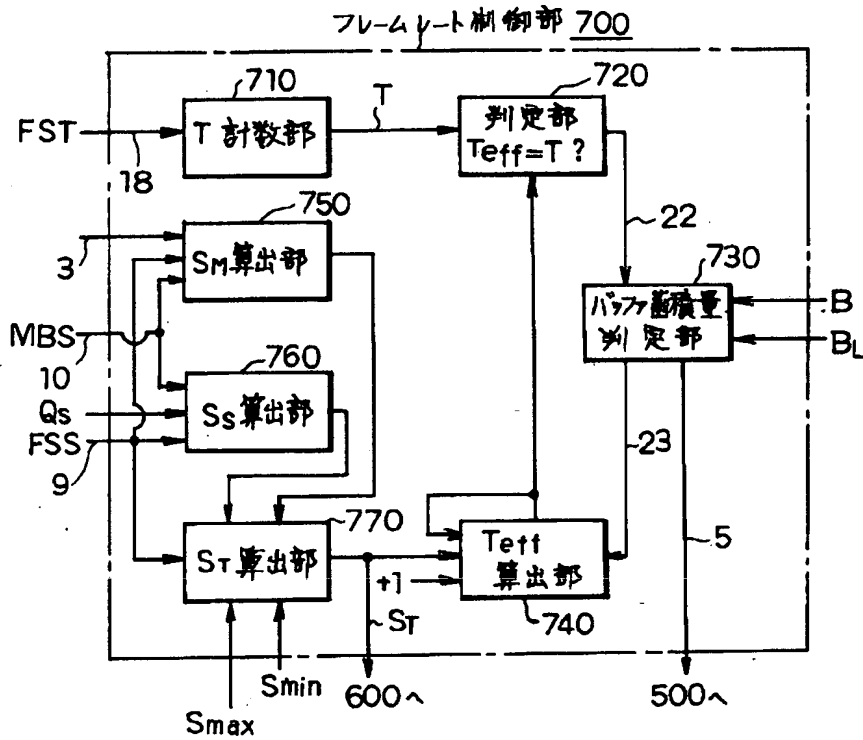 フレームレート制御部 700
710
T計数部
T
720
判定部
Teff=T?
FST
18
22
750
SM算出部
3
730
バッファ蓄積量
判定部
B
BL
MBS
10
760
SS算出部
Qs
FSS
9
23
770
ST算出部
Teff
算出部
+1
740
5
ST
Smin
Smax
600へ
500へ